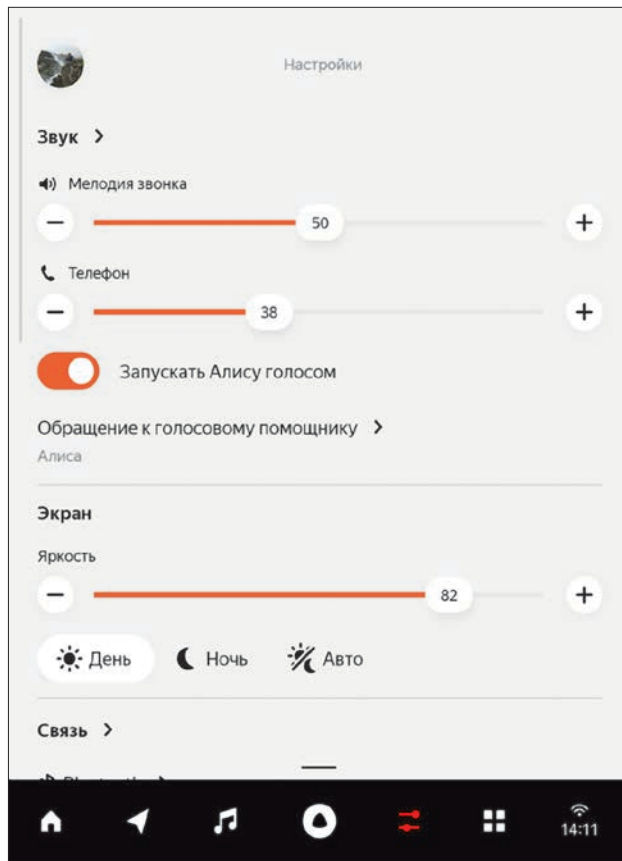 Настройки
Звук
Мелодия звонка
50
Телефон
38
Запускать Алису голосом
Обращение к голосовому помощнику
Алиса
Экран
Яркость
82
День Ночь Авто
Связь
14:11